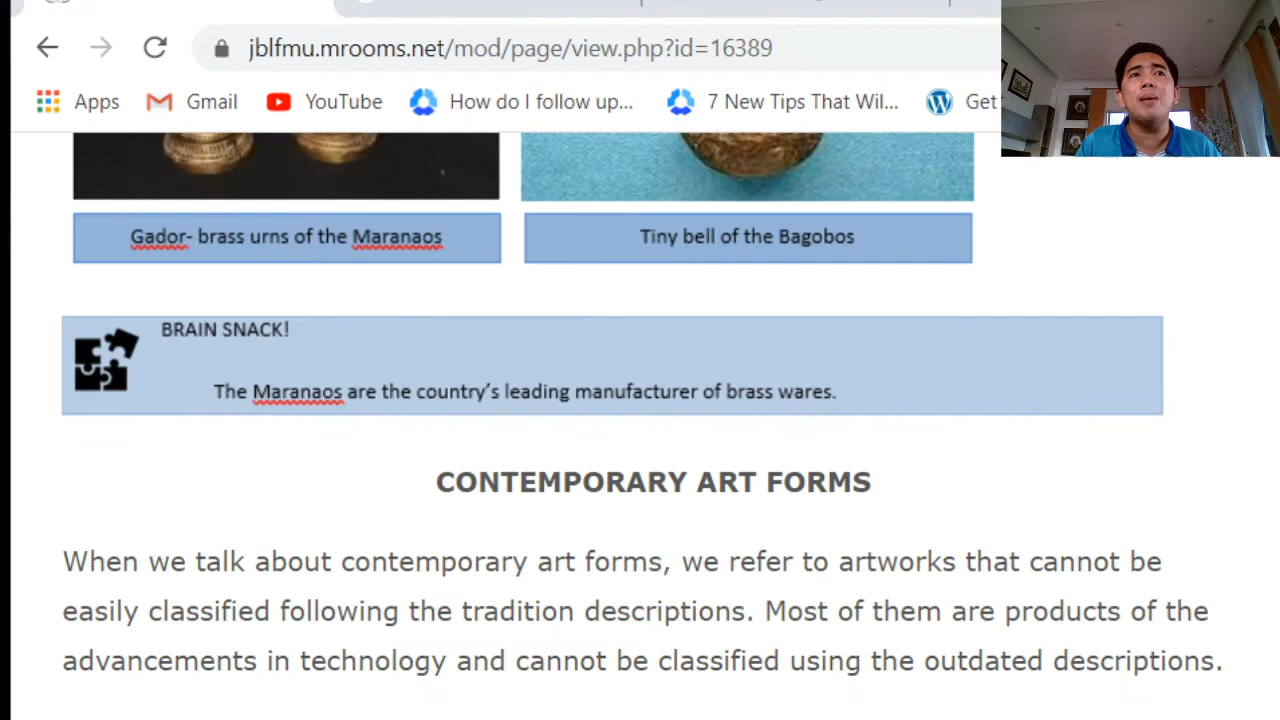 jblfmu.mrooms.net/mod/page/view.php?id=16389
Apps Gmail YouTube How do I follow up... 7 New Tips That Wil... Get
Gador- brass urns of the Maranaos
Tiny bell of the Bagobos
BRAIN SNACK!
The Maranaos are the country's leading manufacturer of brass wares.
CONTEMPORARY ART FORMS
When we talk about contemporary art forms, we refer to artworks that cannot be
easily classified following the tradition descriptions. Most of them are products of the
advancements in technology and cannot be classified using the outdated descriptions.